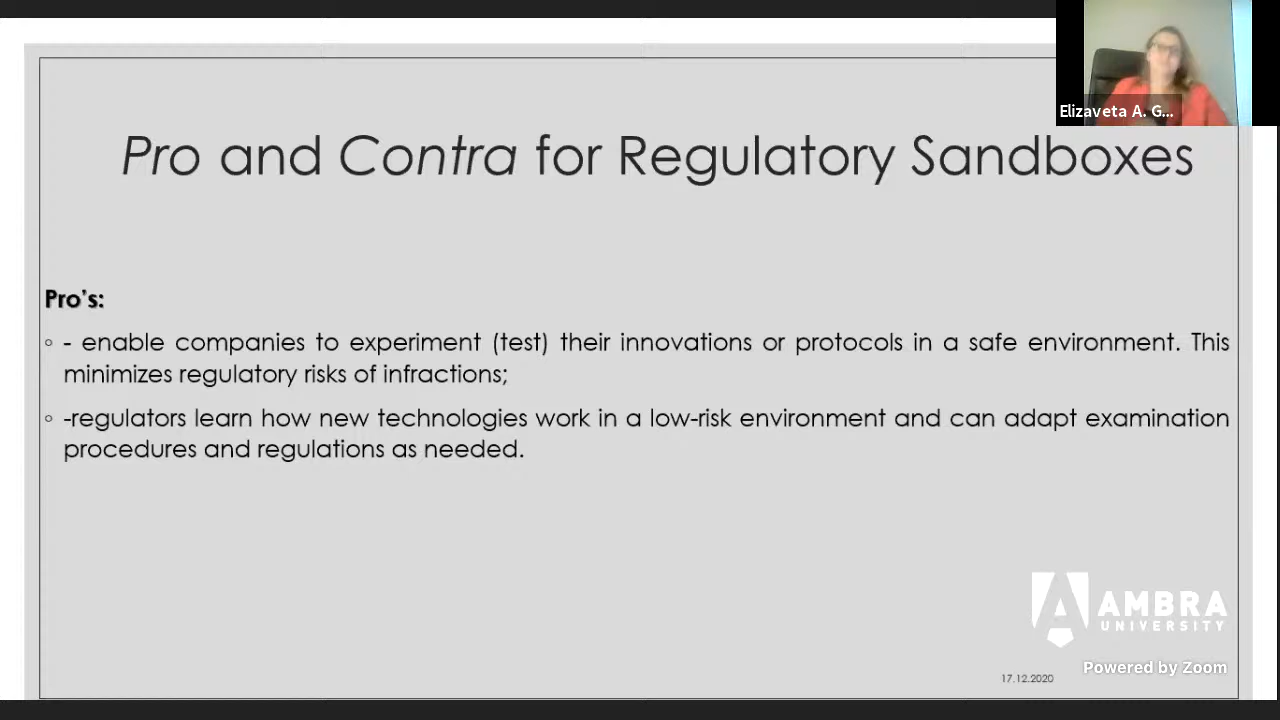 Elizaveta A. G...
Pro and Contra for Regulatory Sandboxes
Pro's:
◦ - enable companies to experiment (test) their innovations or protocols in a safe environment. This
minimizes regulatory risks of infractions;
◦ -regulators learn how new technologies work in a low-risk environment and can adapt examination
procedures and regulations as needed.
AMBRA
UNIVERSITY
Powered by Zoom
17.12.2020